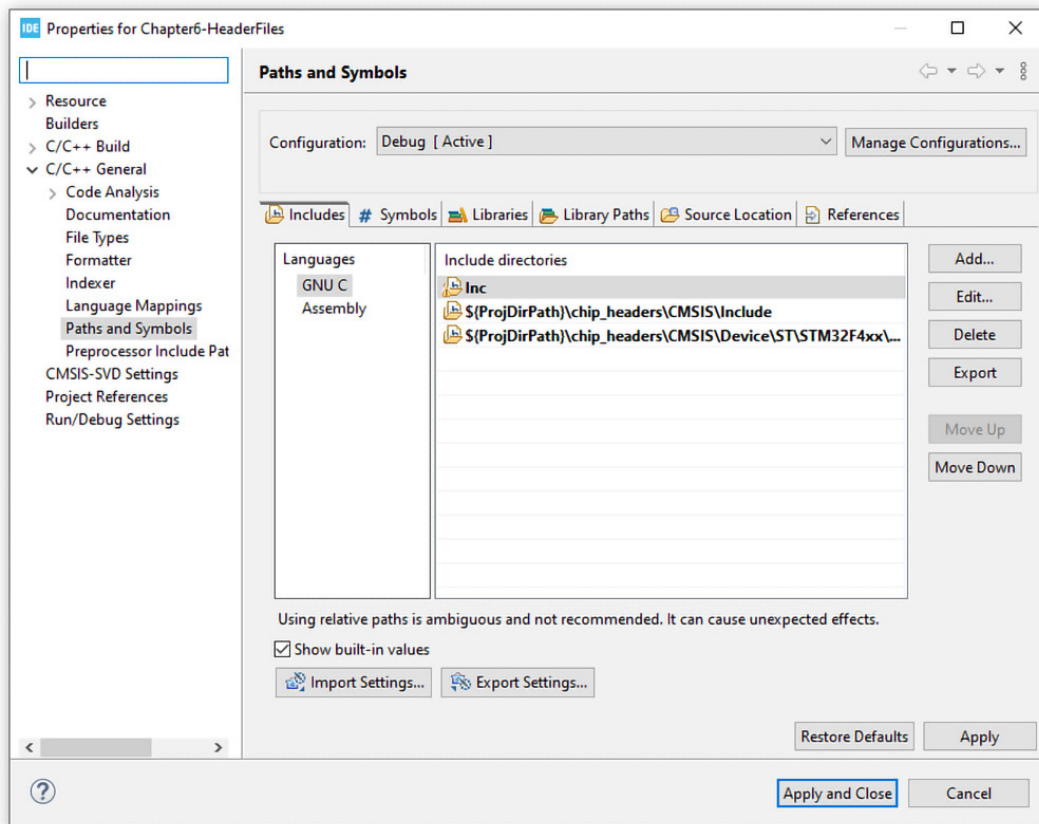 IDE Properties for Chapter6-HeaderFiles
Paths and Symbols
Resource
Builders
C/C++ Build
C/C++ General
Code Analysis
Documentation
File Types
Formatter
Indexer
Language Mappings
Paths and Symbols
Preprocessor Include Pat
CMSIS-SVD Settings
Project References
Run/Debug Settings
Configuration: Debug [ Active ] Manage Configurations...
Includes # Symbols Libraries Library Paths Source Location References
Languages
GNU C
Assembly
Include directories
Inc
${ProjDirPath}\chip_headers\CMSIS\Include
${ProjDirPath}\chip_headers\CMSIS\Device\ST\STM32F4xx\...
Add...
Edit...
Delete
Export
Move Up
Move Down
Using relative paths is ambiguous and not recommended. It can cause unexpected effects.
Show built-in values
Import Settings... Export Settings...
Restore Defaults Apply
? Apply and Close Cancel